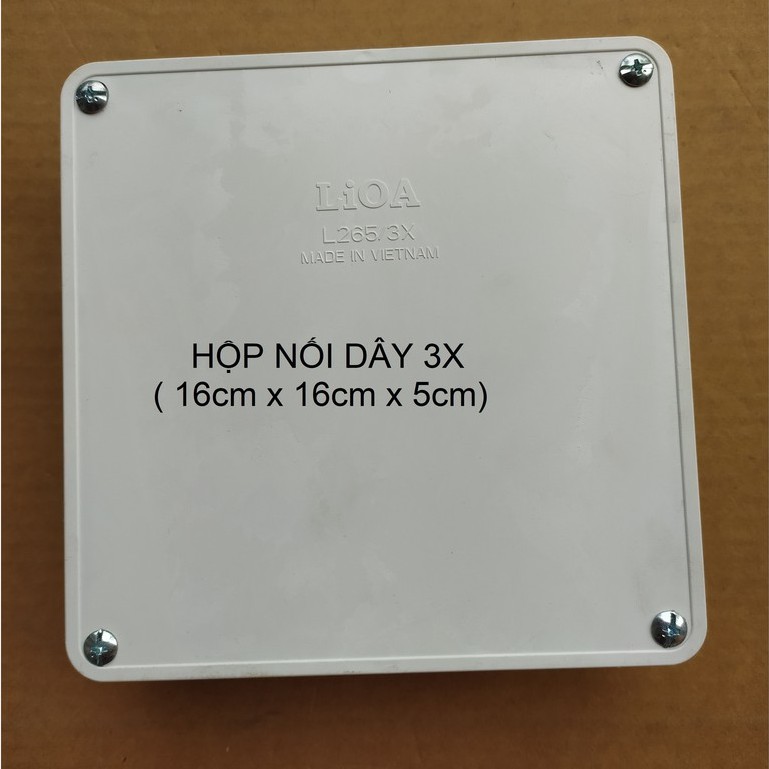 LiOA
L265/3X
MADE IN VIETNAM
HỘP NỐI DÂY 3X
( 16cm x 16cm x 5cm)